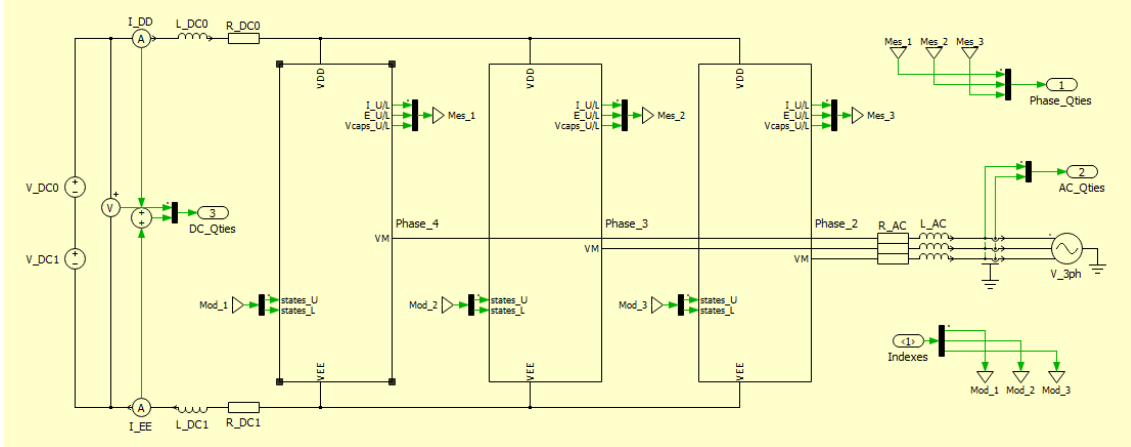 I_DD
L_DC0
R_DC0
A
VDD
VDD
VDD
Mes_1
Mes_2
Mes_3
1
Phase_Qties
I_U/L
E_U/L
Vcaps_U/L
Mes_1
I_U/L
E_U/L
Vcaps_U/L
Mes_2
I_U/L
E_U/L
Vcaps_U/L
Mes_3
2
AC_Qties
V_DC0
V
3
DC_Qties
V_DC1
Phase_4
VM
Phase_3
VM
Phase_2
VM
R_AC
L_AC
V_3ph
Mod_1
states_U
states_L
Mod_2
states_U
states_L
Mod_3
states_U
states_L
<1>
Indexes
Mod_1
Mod_2
Mod_3
VEE
VEE
VEE
A
I_EE
L_DC1
R_DC1